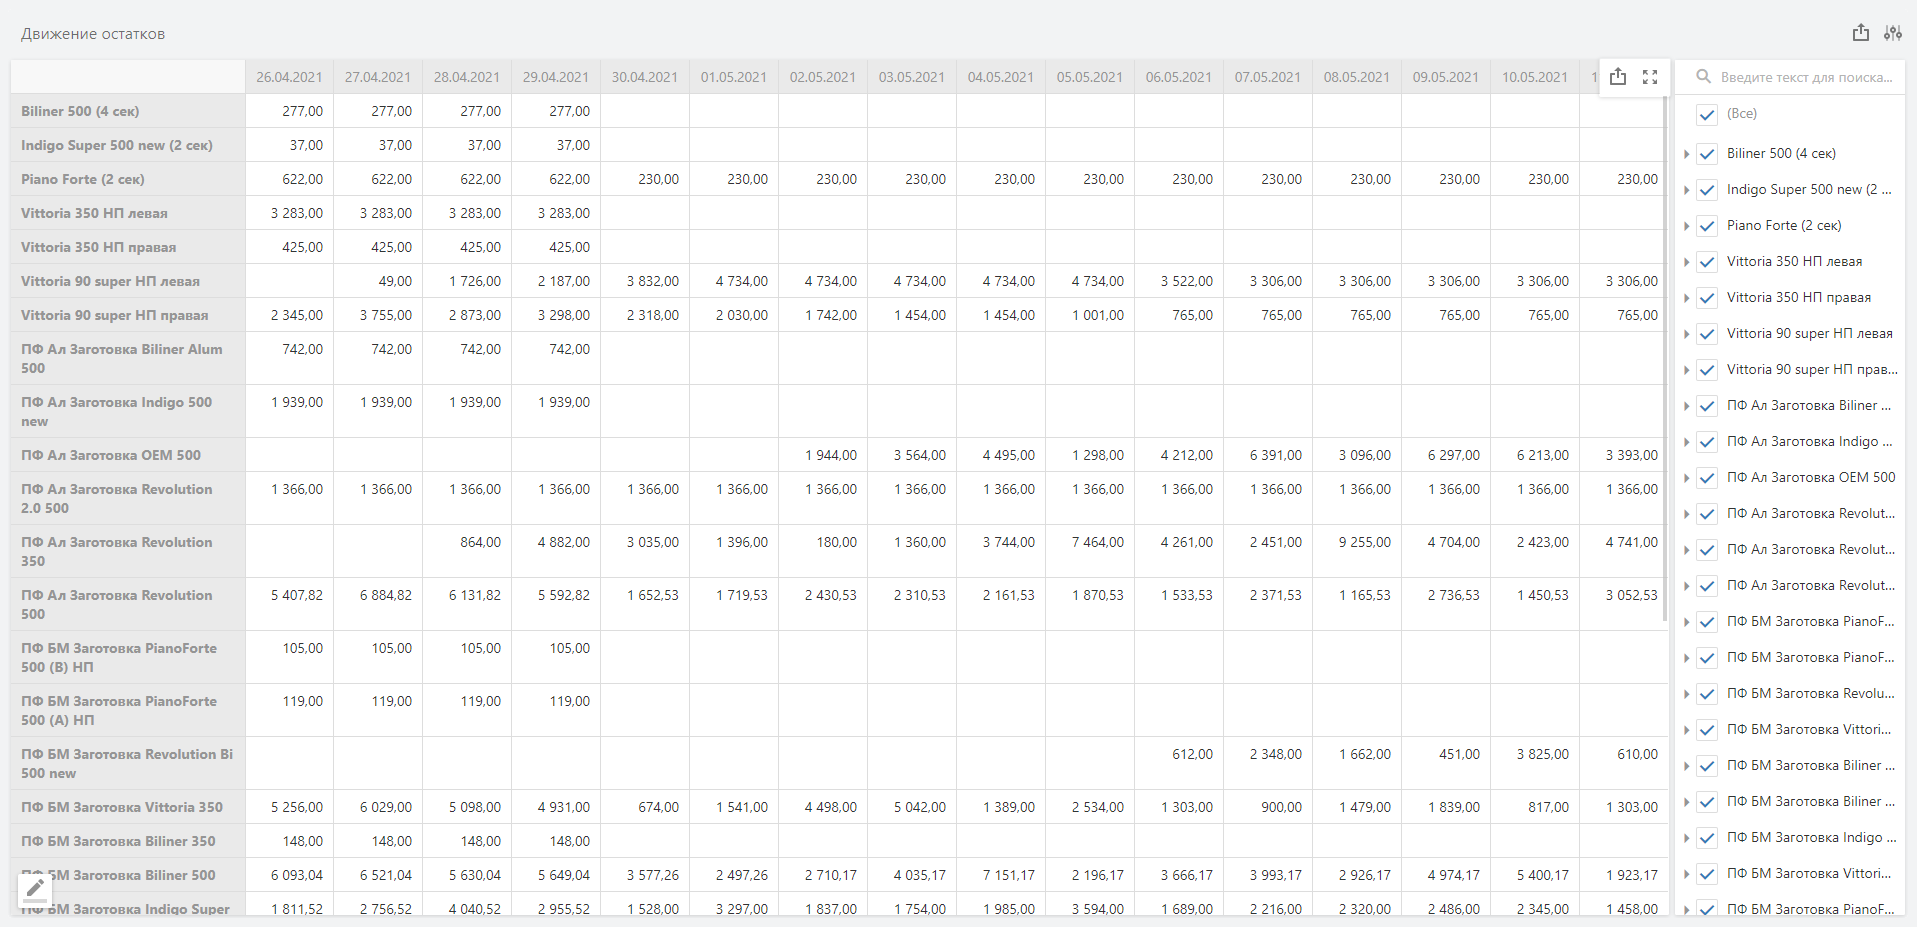 Движение остатков
26.04.2021 27.04.2021 28.04.2021 29.04.2021 30.04.2021 01.05.2021 02.05.2021 03.05.2021 04.05.2021 05.05.2021 06.05.2021 07.05.2021 08.05.2021 09.05.2021 10.05.2021 1
Biliner 500 (4 сек) 277,00 277,00 277,00 277,00
Indigo Super 500 new (2 сек) 37,00 37,00 37,00 37,00
Piano Forte (2 сек) 622,00 622,00 622,00 622,00 230,00 230,00 230,00 230,00 230,00 230,00 230,00 230,00 230,00 230,00 230,00 230,00
Vittoria 350 НП левая 3 283,00 3 283,00 3 283,00 3 283,00
Vittoria 350 НП правая 425,00 425,00 425,00 425,00
Vittoria 90 super НП левая 49,00 1 726,00 2 187,00 3 832,00 4 734,00 4 734,00 4 734,00 4 734,00 4 734,00 3 522,00 3 306,00 3 306,00 3 306,00 3 306,00 3 306,00
Vittoria 90 super НП правая 2 345,00 3 755,00 2 873,00 3 298,00 2 318,00 2 030,00 1 742,00 1 454,00 1 454,00 1 001,00 765,00 765,00 765,00 765,00 765,00 765,00
ПФ Ал Заготовка Biliner Alum 742,00 742,00 742,00 742,00
500
ПФ Ал Заготовка Indigo 500 1 939,00 1 939,00 1 939,00 1 939,00
new
ПФ Ал Заготовка OEM 500 1 944,00 3 564,00 4 495,00 1 298,00 4 212,00 6 391,00 3 096,00 6 297,00 6 213,00 3 393,00
ПФ Ал Заготовка Revolution 1 366,00 1 366,00 1 366,00 1 366,00 1 366,00 1 366,00 1 366,00 1 366,00 1 366,00 1 366,00 1 366,00 1 366,00 1 366,00 1 366,00 1 366,00 1 366,00
2.0 500
ПФ Ал Заготовка Revolution 864,00 4 882,00 3 035,00 1 396,00 180,00 1 360,00 3 744,00 7 464,00 4 261,00 2 451,00 9 255,00 4 704,00 2 423,00 4 741,00
350
ПФ Ал Заготовка Revolution 5 407,82 6 884,82 6 131,82 5 592,82 1 652,53 1 719,53 2 430,53 2 310,53 2 161,53 1 870,53 1 533,53 2 371,53 1 165,53 2 736,53 1 450,53 3 052,53
500
ПФ БМ Заготовка PianoForte 105,00 105,00 105,00 105,00
500 (В) НП
ПФ БМ Заготовка PianoForte 119,00 119,00 119,00 119,00
500 (А) НП
ПФ БМ Заготовка Revolution Bi 612,00 2 348,00 1 662,00 451,00 3 825,00 610,00
500 new
ПФ БМ Заготовка Vittoria 350 5 256,00 6 029,00 5 098,00 4 931,00 674,00 1 541,00 4 498,00 5 042,00 1 389,00 2 534,00 1 303,00 900,00 1 479,00 1 839,00 817,00 1 303,00
ПФ БМ Заготовка Biliner 350 148,00 148,00 148,00 148,00
ПФ БМ Заготовка Biliner 500 6 093,04 6 521,04 5 630,04 5 649,04 3 577,26 2 497,26 2 710,17 4 035,17 7 151,17 2 196,17 3 666,17 3 993,17 2 926,17 4 974,17 5 400,17 1 923,17
ПФ БМ Заготовка Indigo Super 1 811,52 2 756,52 4 040,52 2 955,52 1 528,00 3 297,00 1 837,00 1 754,00 1 985,00 3 594,00 1 689,00 2 216,00 2 320,00 2 486,00 2 345,00 1 458,00
Введите текст для поиска...
(Все)
Biliner 500 (4 сек)
Indigo Super 500 new (2 ...
Piano Forte (2 сек)
Vittoria 350 НП левая
Vittoria 350 НП правая
Vittoria 90 super НП левая
Vittoria 90 super НП прав...
ПФ Ал Заготовка Biliner ...
ПФ Ал Заготовка Indigo ...
ПФ Ал Заготовка OEM 500
ПФ Ал Заготовка Revolut...
ПФ Ал Заготовка Revolut...
ПФ Ал Заготовка Revolut...
ПФ БМ Заготовка PianoF...
ПФ БМ Заготовка PianoF...
ПФ БМ Заготовка Revolu...
ПФ БМ Заготовка Vittori...
ПФ БМ Заготовка Biliner ...
ПФ БМ Заготовка Biliner ...
ПФ БМ Заготовка Indigo ...
ПФ БМ Заготовка Vittori...
ПФ БМ Заготовка PianoF...